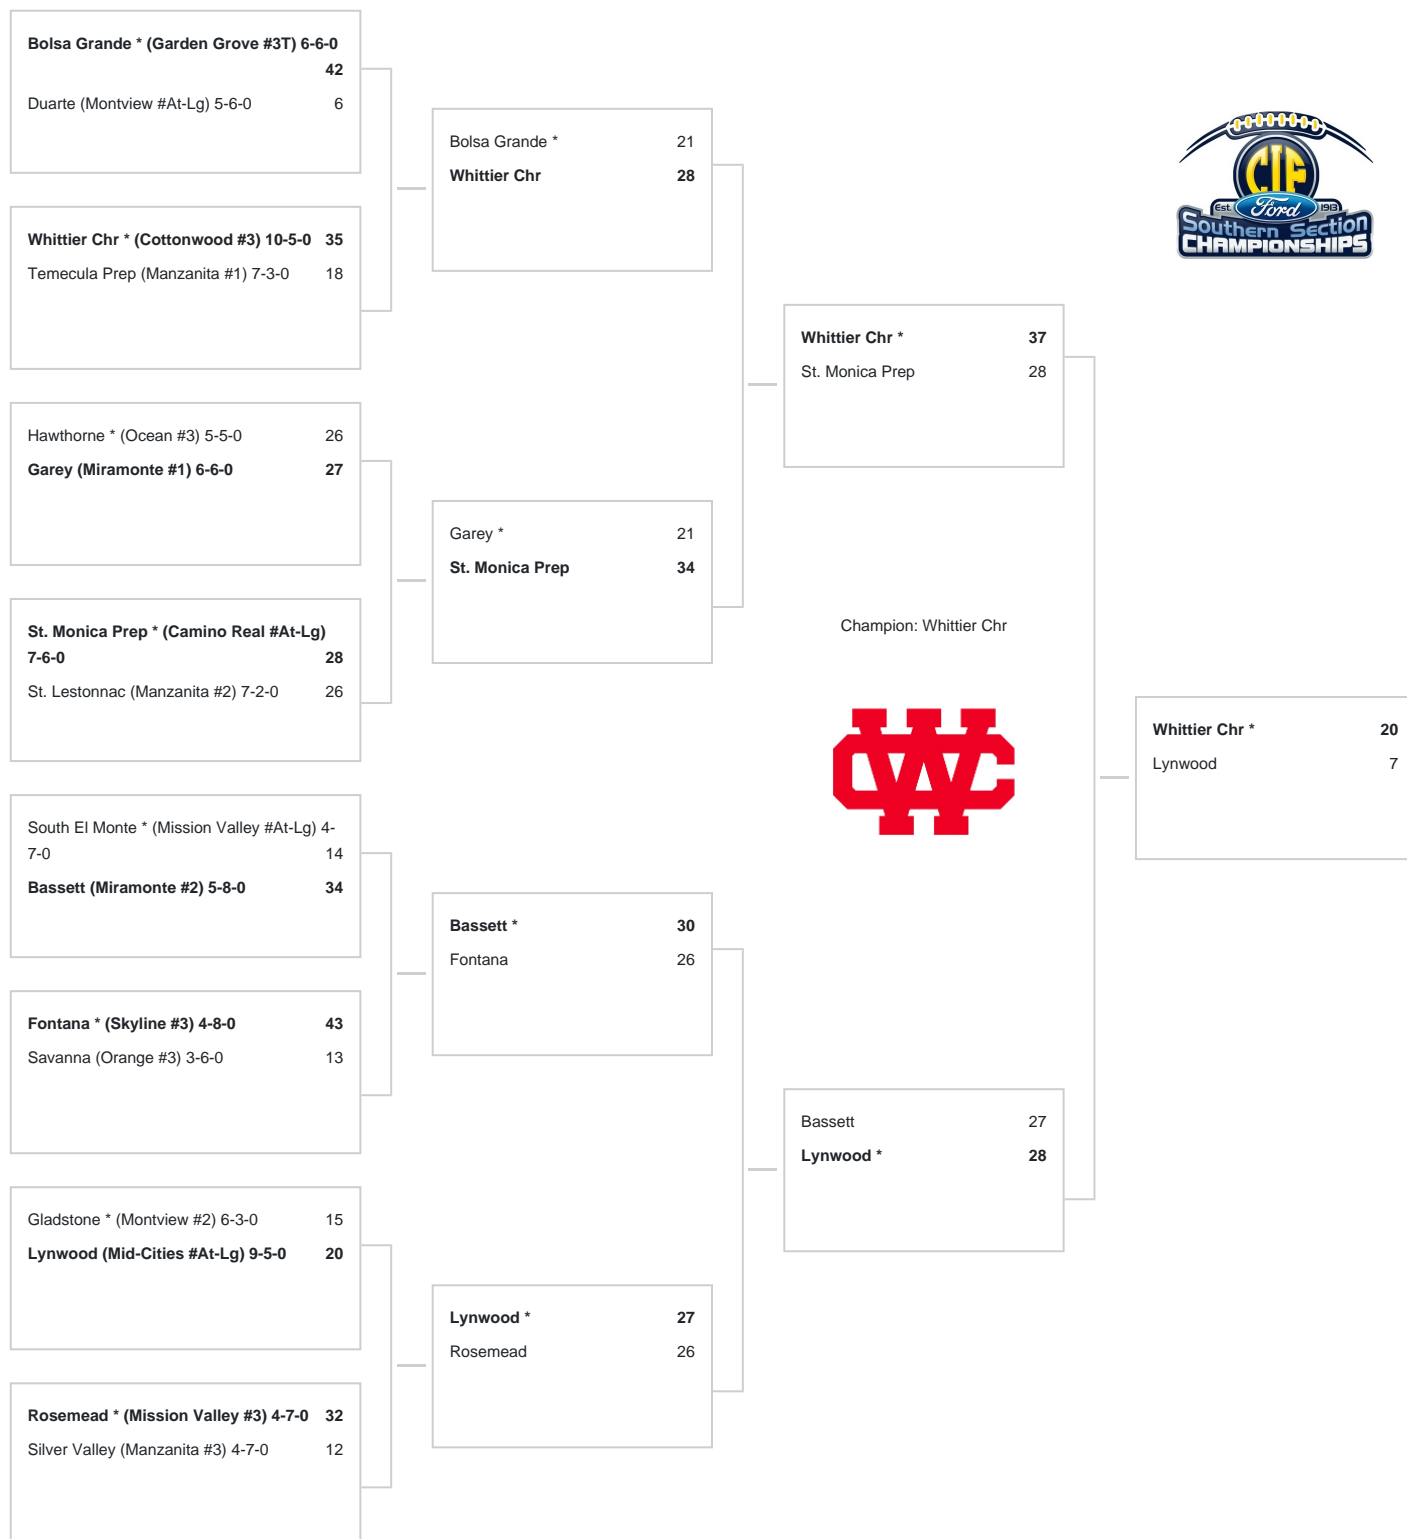 Bolsa Grande * (Garden Grove #3T) 6-6-0
42
Duarte (Montview #At-Lg) 5-6-0 6
Whittier Chr * (Cottonwood #3) 10-5-0 35
Temecula Prep (Manzanita #1) 7-3-0 18
Hawthorne * (Ocean #3) 5-5-0 26
Garey (Miramonte #1) 6-6-0 27
St. Monica Prep * (Camino Real #At-Lg)
7-6-0 28
St. Lestonnac (Manzanita #2) 7-2-0 26
South El Monte * (Mission Valley #At-Lg) 4-
7-0 14
Bassett (Miramonte #2) 5-8-0 34
Fontana * (Skyline #3) 4-8-0 43
Savanna (Orange #3) 3-6-0 13
Gladstone * (Montview #2) 6-3-0 15
Lynwood (Mid-Cities #At-Lg) 9-5-0 20
Rosemead * (Mission Valley #3) 4-7-0 32
Silver Valley (Manzanita #3) 4-7-0 12
Bolsa Grande * 21
Whittier Chr 28
Garey * 21
St. Monica Prep 34
Bassett * 30
Fontana 26
Lynwood * 27
Rosemead 26
Whittier Chr * 37
St. Monica Prep 28
Bassett 27
Lynwood * 28
Champion: Whittier Chr
WC
Whittier Chr * 20
Lynwood 7
CIF
Est. Ford 1913
Southern Section
CHAMPIONSHIPS